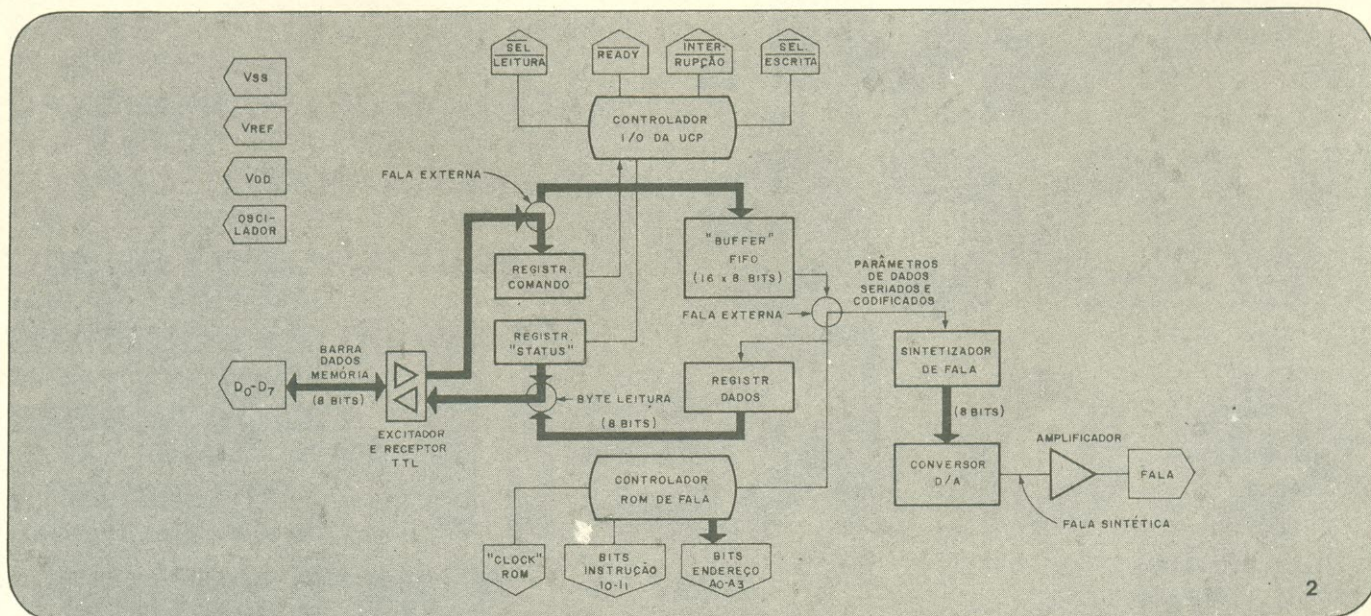 SEL
LEITURA
READY
INTER-
RUPÇÃO
SEL.
ESCRITA
VSS
VREF
VDD
OSCI-
LADOR
CONTROLADOR
I/O DA UCP
FALA EXTERNA
REGISTR.
COMANDO
"BUFFER"
FIFO
(16 x 8 BITS)
PARÂMETROS
DE DADOS
SERIADOS E
CODIFICADOS
FALA EXTERNA
REGISTR.
"STATUS"
SINTETIZADOR
DE FALA
BARRA
DADOS
MEMÓRIA
(8 BITS)
D0-D7
REGISTR.
DADOS
BYTE LEITURA
(8 BITS)
(8 BITS)
EXCITADOR
E RECEPTOR
TTL
AMPLIFICADOR
CONVERSOR
D/A
FALA
CONTROLADOR
ROM DE FALA
FALA SINTÉTICA
"CLOCK"
ROM
BITS
INSTRUÇÃO
I0-I1
BITS
ENDEREÇO
A0-A3
2